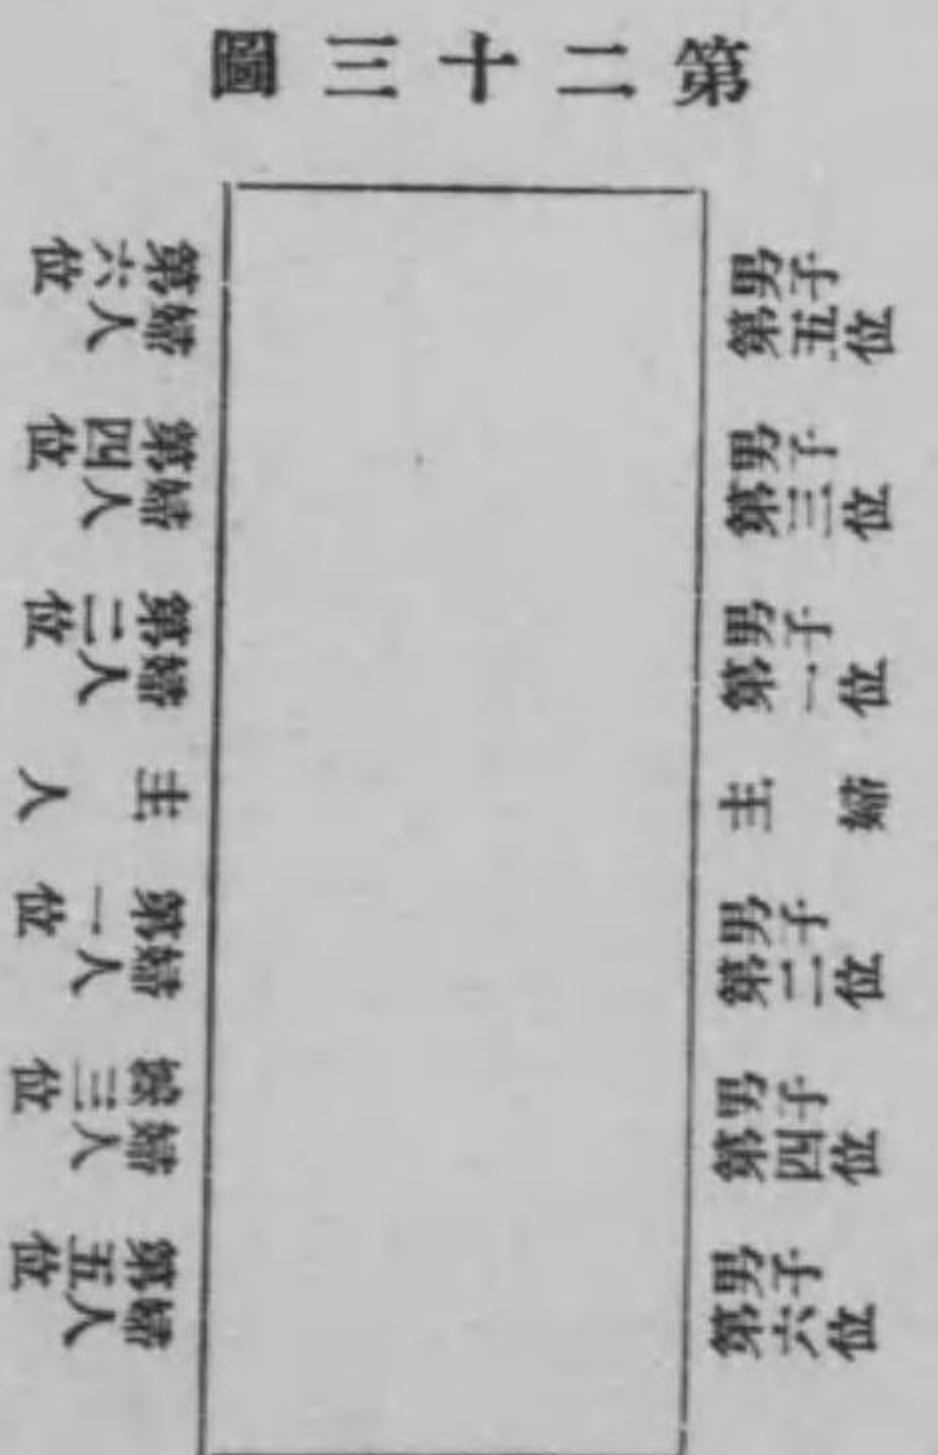 第二十三圖
男子
第五位
男子
第三位
男子
第一位
主婦
男子
第二位
男子
第四位
男子
第六位
婦人
第六位
婦人
第四位
婦人
第二位
主人
婦人
第一位
婦人
第三位
婦人
第五位